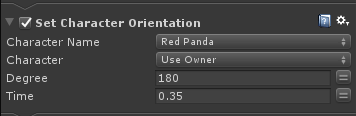 Set Character Orientation
Character Name Red Panda
Character Use Owner
Degree 180
Time 0.35